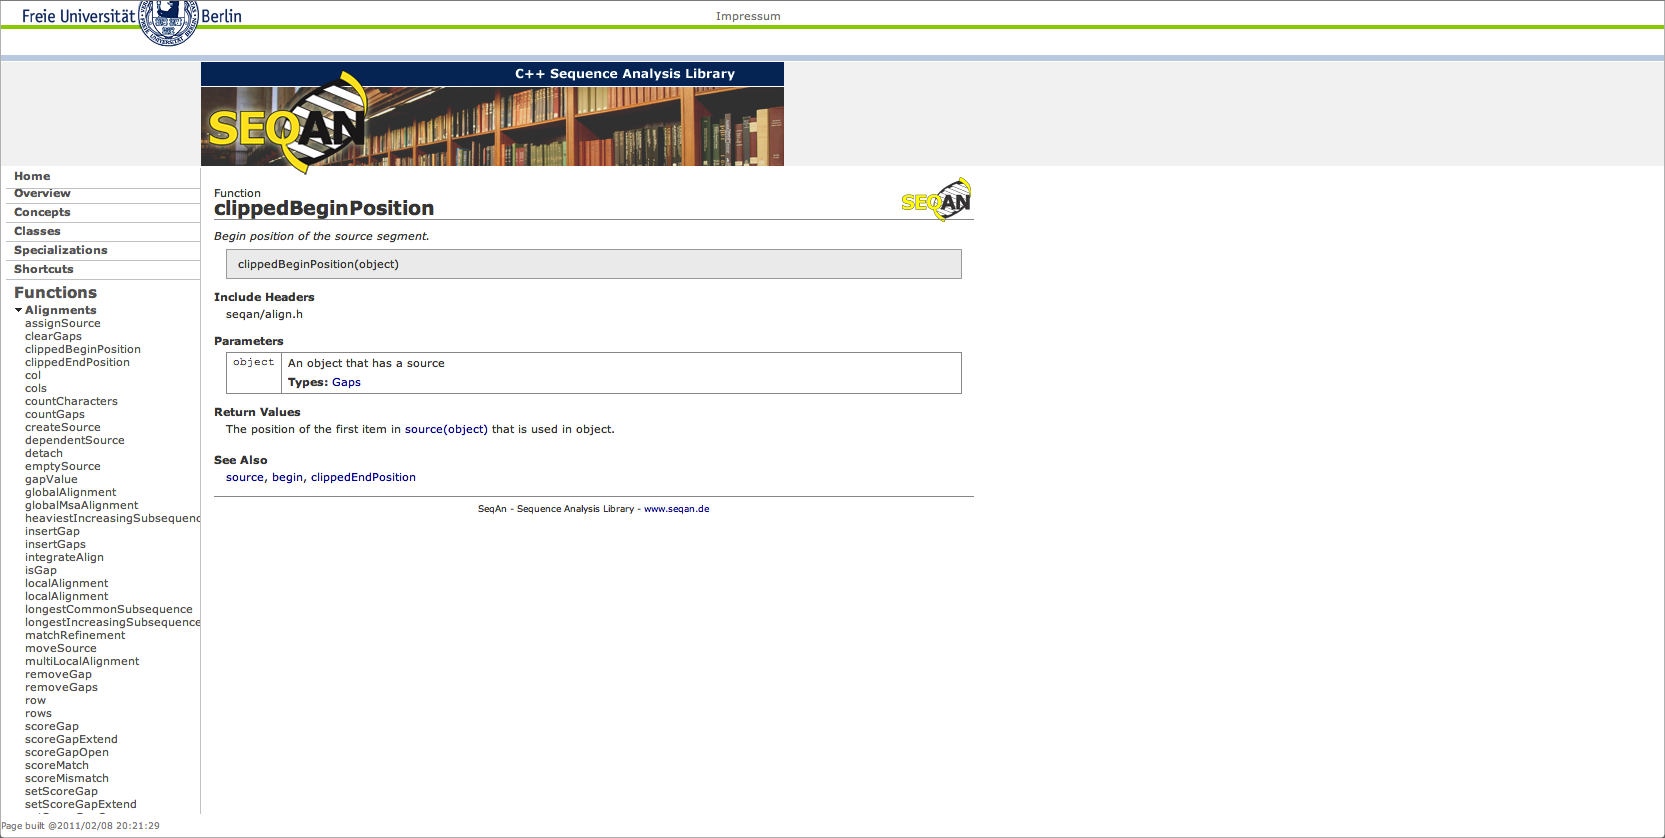 Freie Universität Berlin
Impressum
C++ Sequence Analysis Library
SEQAN
Home
Overview
Concepts
Classes
Specializations
Shortcuts
Functions
Alignments
assignSource
clearGaps
clippedBeginPosition
clippedEndPosition
col
cols
countCharacters
countGaps
createSource
dependentSource
detach
emptySource
gapValue
globalAlignment
globalMsaAlignment
heaviestIncreasingSubsequenc
insertGap
insertGaps
integrateAlign
isGap
localAlignment
localAlignment
longestCommonSubsequence
longestIncreasingSubsequence
matchRefinement
moveSource
multiLocalAlignment
removeGap
removeGaps
row
rows
scoreGap
scoreGapExtend
scoreGapOpen
scoreMatch
scoreMismatch
setScoreGap
setScoreGapExtend
Function
clippedBeginPosition
SEQAN
Begin position of the source segment.
clippedBeginPosition(object)
Include Headers
seqan/align.h
Parameters
object An object that has a source
Types: Gaps
Return Values
The position of the first item in source(object) that is used in object.
See Also
source, begin, clippedEndPosition
SeqAn - Sequence Analysis Library - www.seqan.de
Page built @2011/02/08 20:21:29